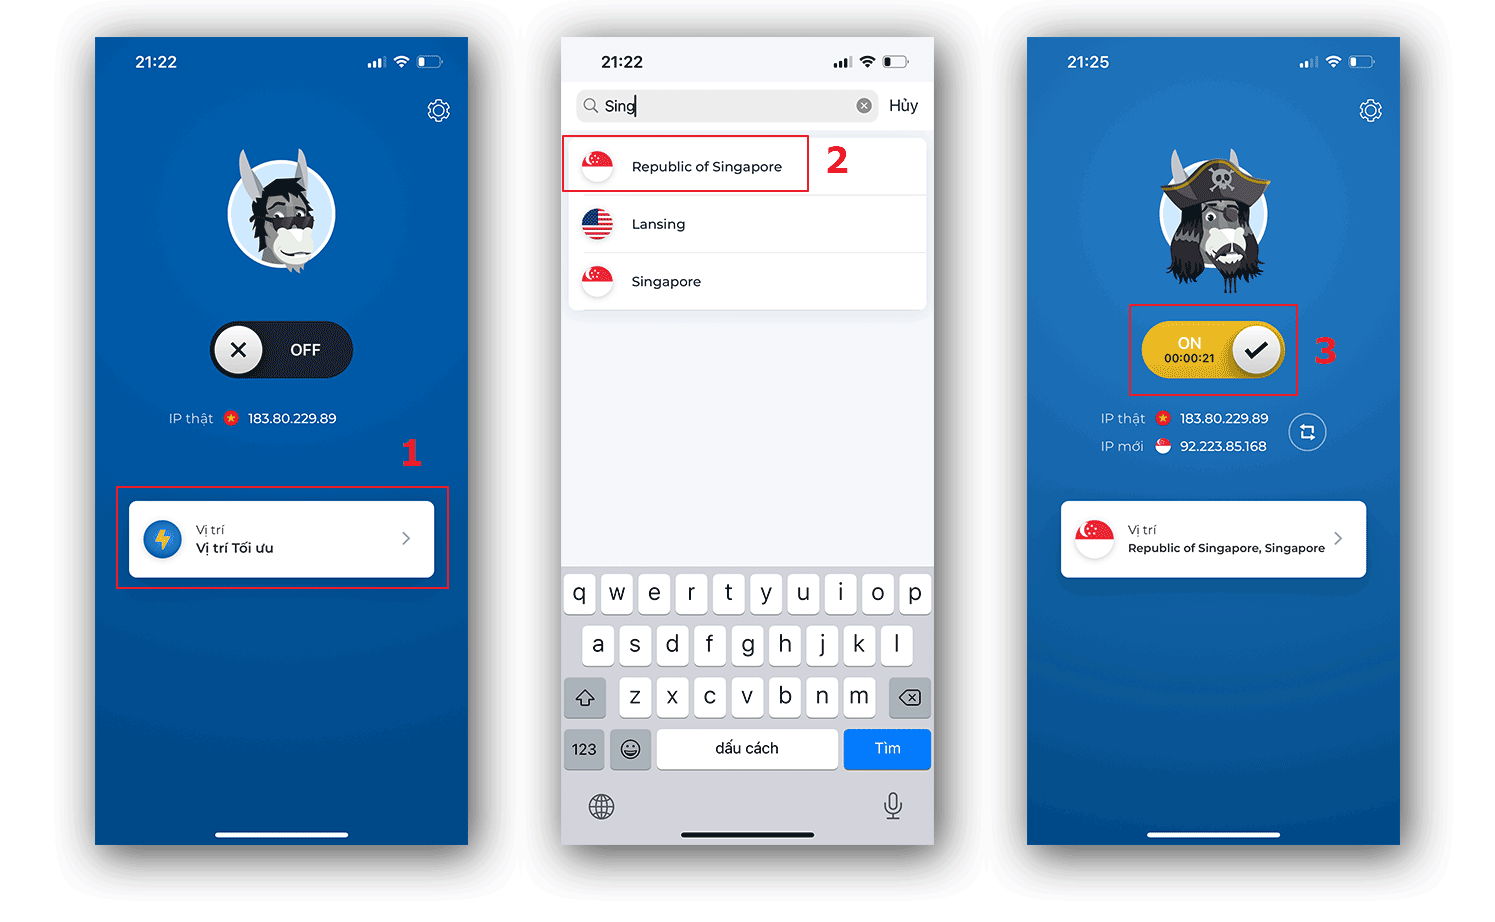 21:22
OFF
IP thật 183.80.229.89
1
Vị trí
Vị trí Tối ưu
21:22
Sing
Hủy
Republic of Singapore
2
Lansing
Singapore
q w e r t y u i o p
a s d f g h j k l
z x c v b n m
123 dấu cách Tìm
21:25
ON
00:00:21
3
IP thật 183.80.229.89
IP mới 92.223.85.168
Vị trí
Republic of Singapore, Singapore